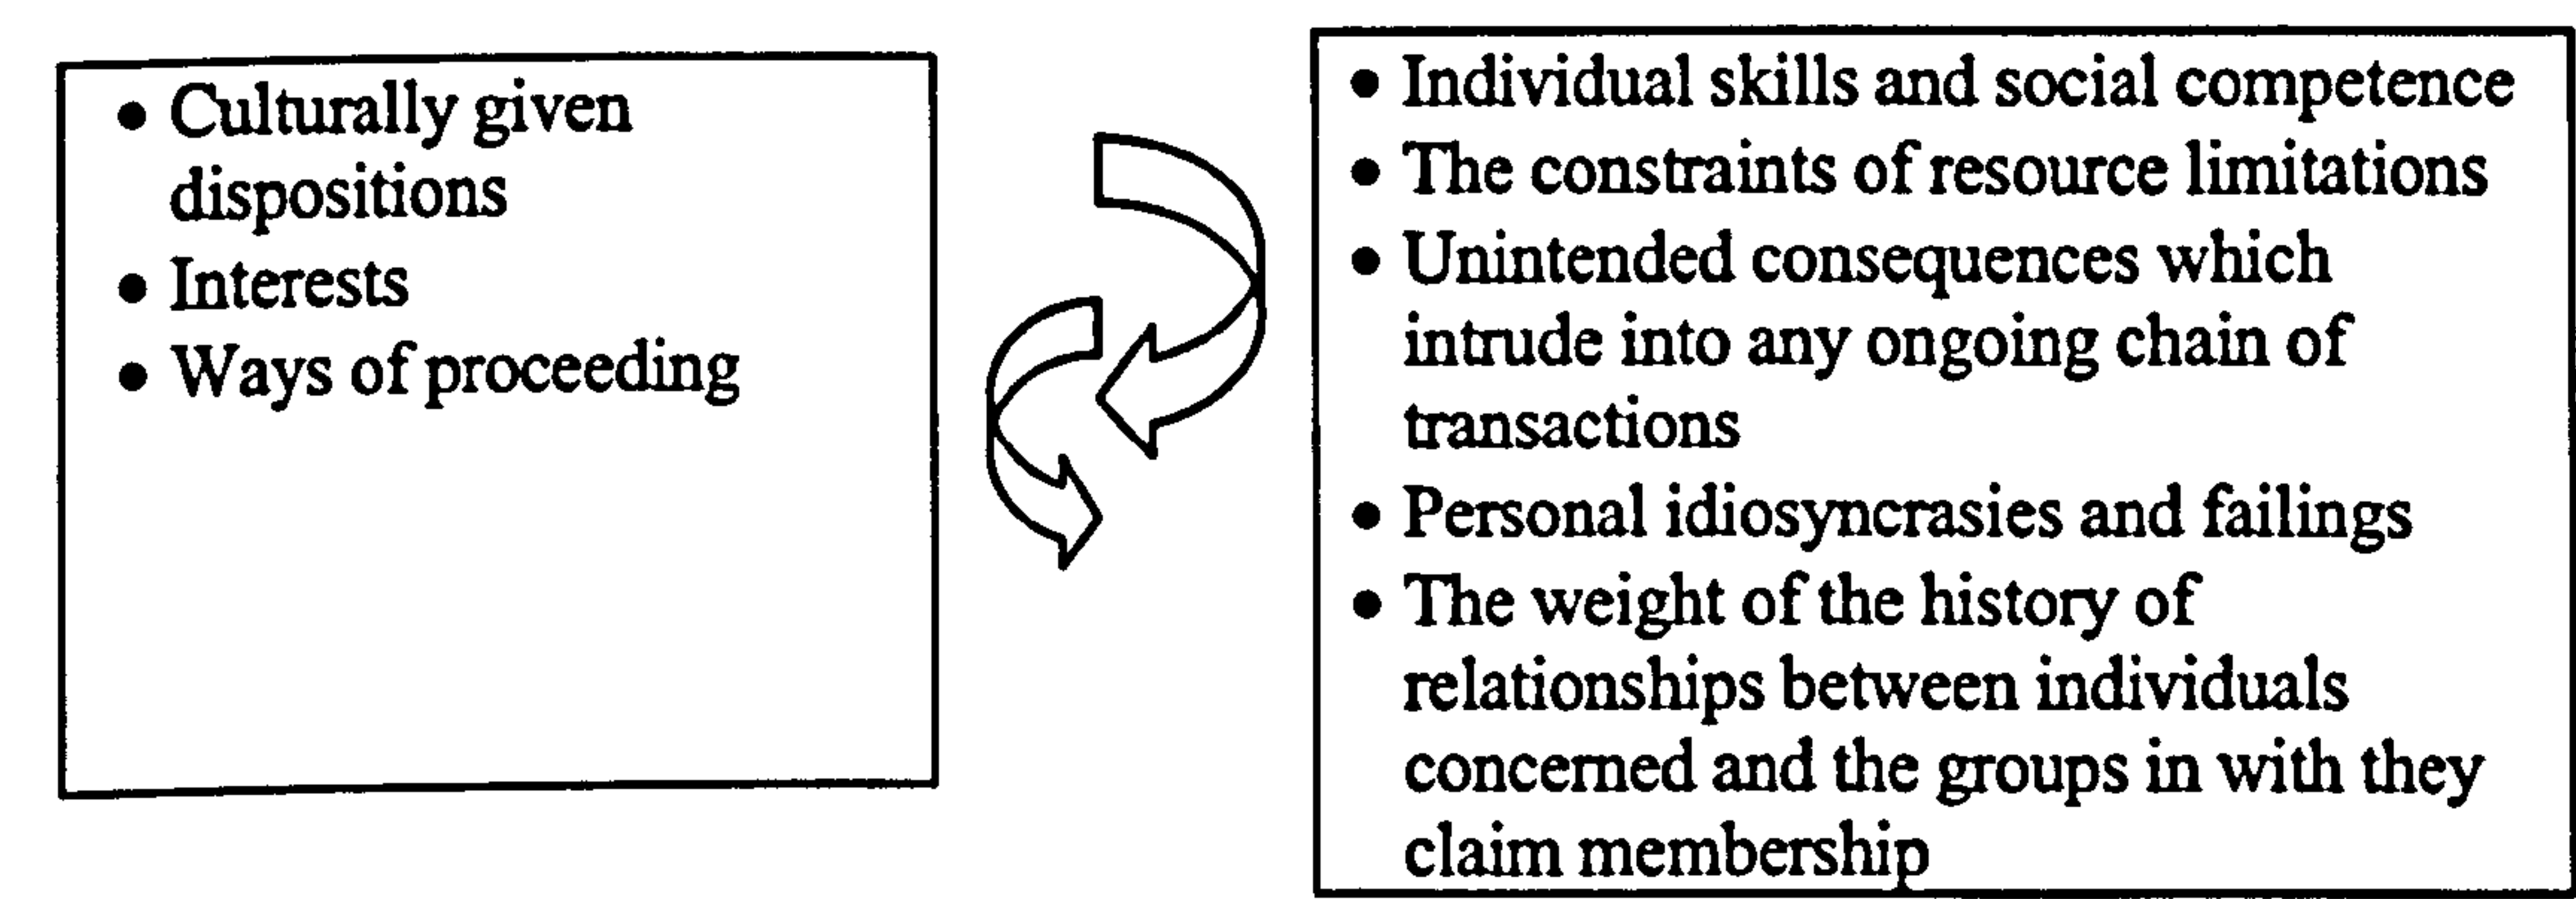 • Culturally given
dispositions
• Interests
• Ways of proceeding
• Individual skills and social competence
• The constraints of resource limitations
• Unintended consequences which
intrude into any ongoing chain of
transactions
• Personal idiosyncrasies and failings
• The weight of the history of
relationships between individuals
concerned and the groups in with they
claim membership